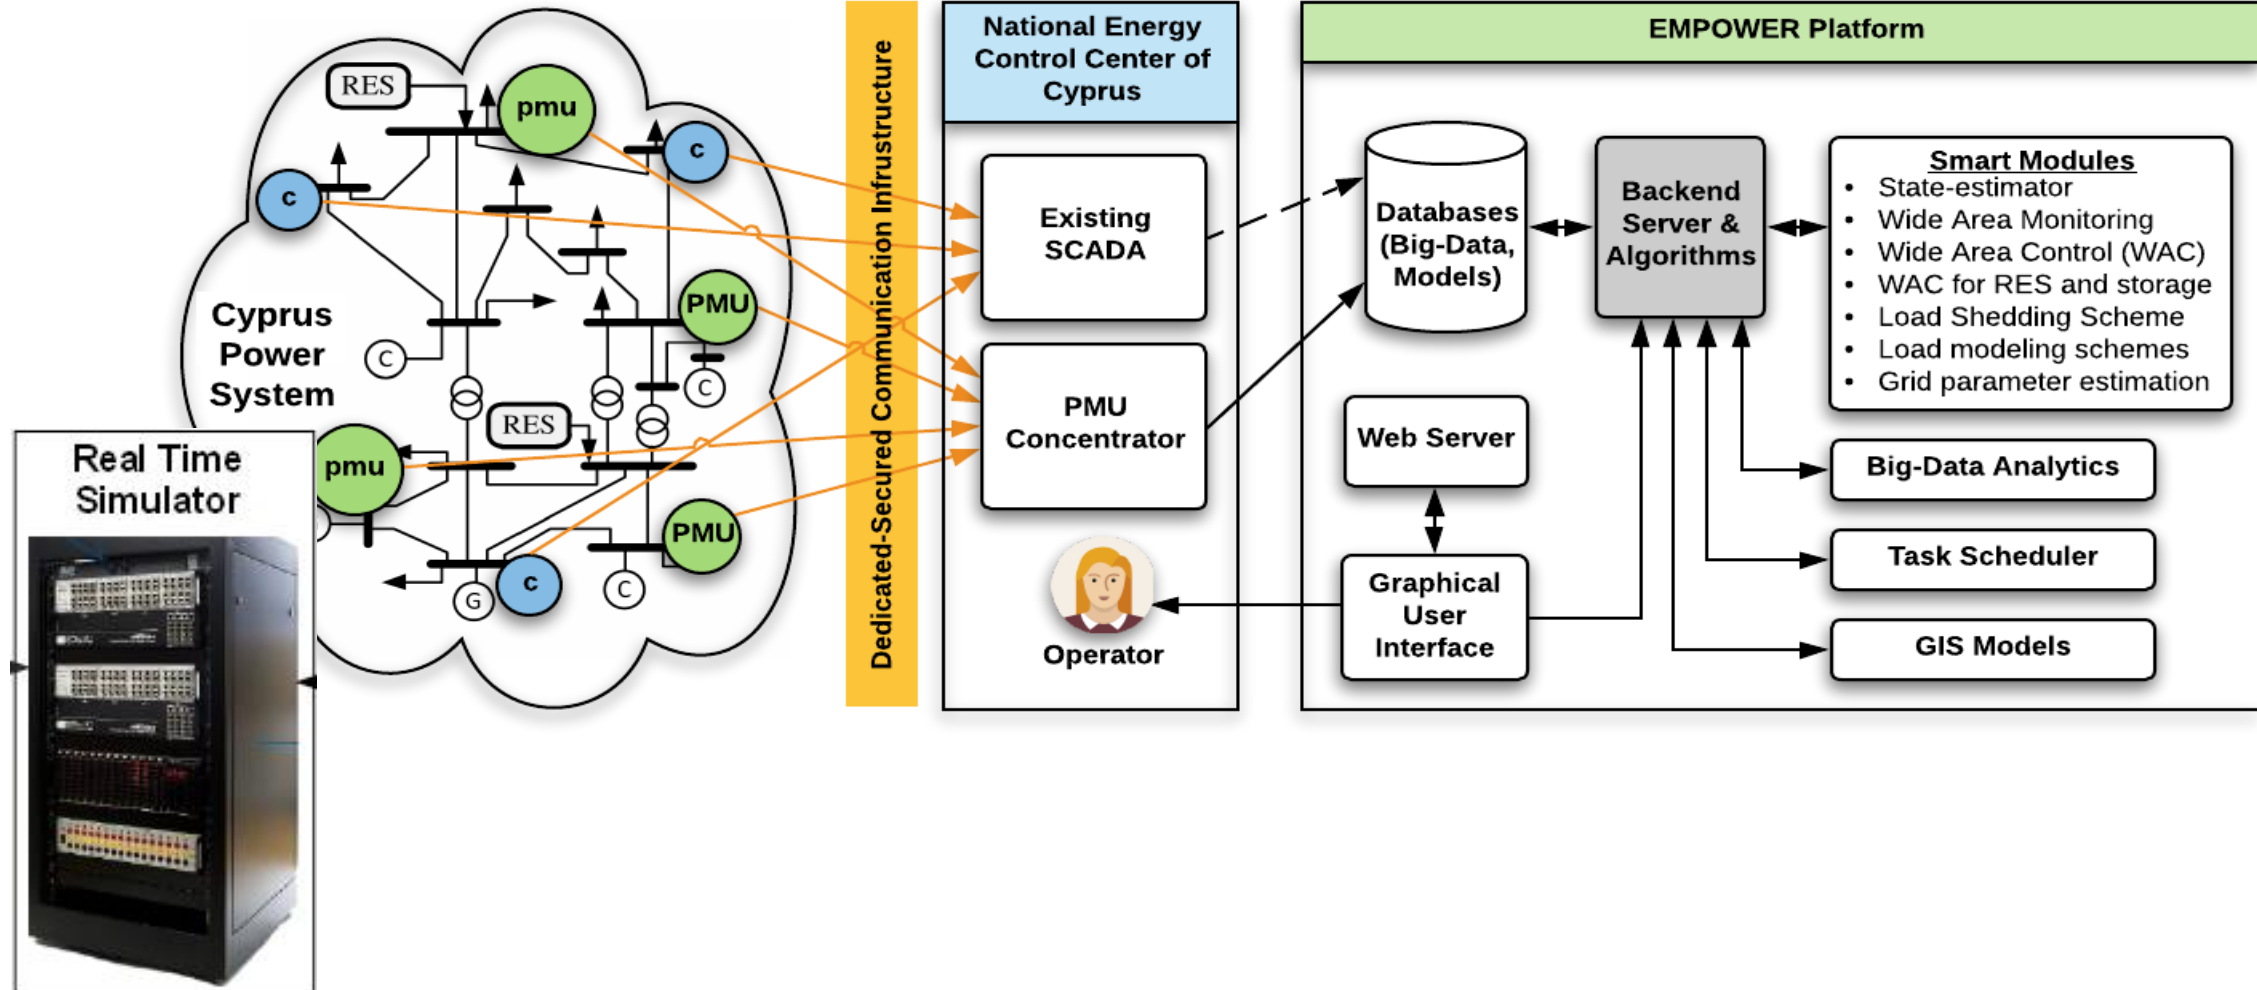 RES
pmu
c
c
PMU
Cyprus
Power
System
C
C
RES
pmu
PMU
c
C
G
Real Time
Simulator
Dedicated-Secured Communication Infrustructure
National Energy
Control Center of
Cyprus
Existing
SCADA
PMU
Concentrator
Operator
EMPOWER Platform
Databases
(Big-Data,
Models)
Backend
Server &
Algorithms
Smart Modules
• State-estimator
• Wide Area Monitoring
• Wide Area Control (WAC)
• WAC for RES and storage
• Load Shedding Scheme
• Load modeling schemes
• Grid parameter estimation
Web Server
Graphical
User
Interface
Big-Data Analytics
Task Scheduler
GIS Models